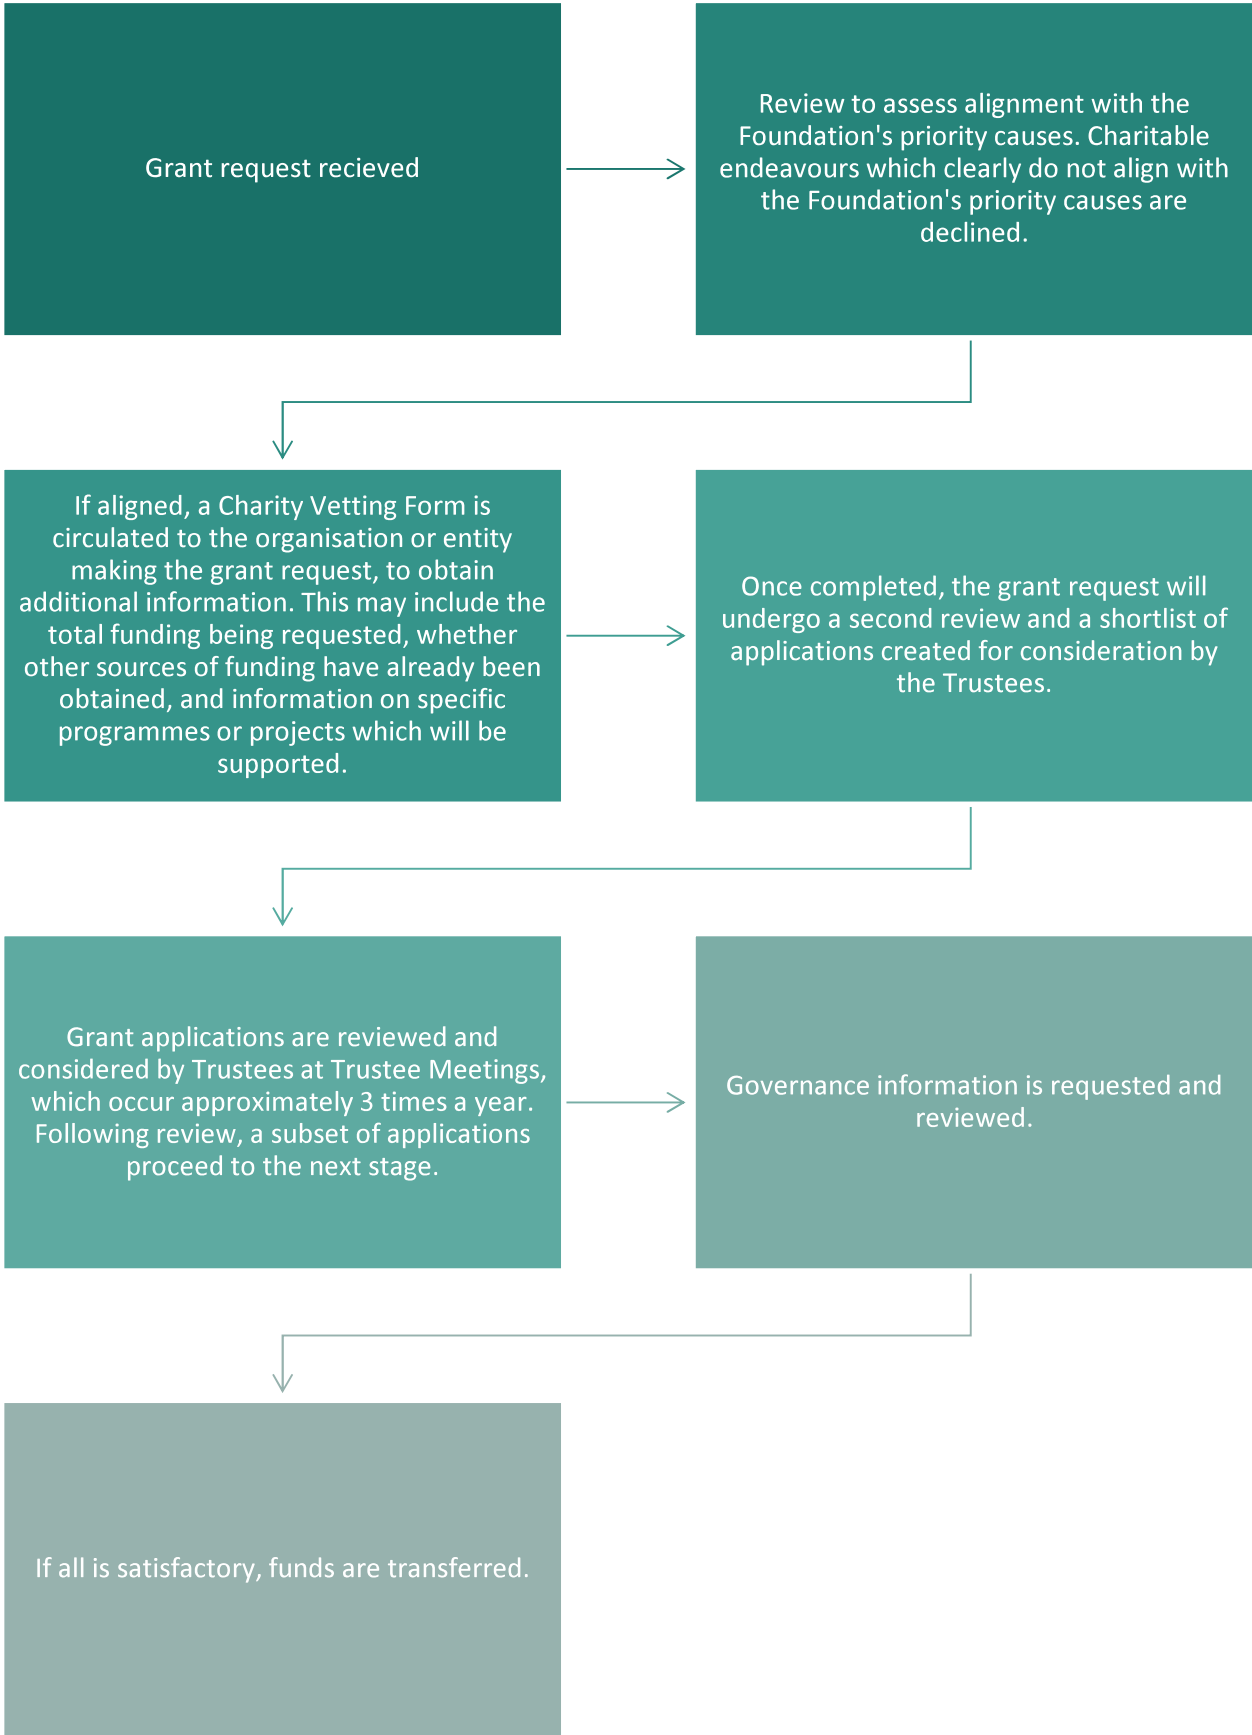 Grant request recieved
Review to assess alignment with the
Foundation's priority causes. Charitable
endeavours which clearly do not align with
the Foundation's priority causes are
declined.
If aligned, a Charity Vetting Form is
circulated to the organisation or entity
making the grant request, to obtain
additional information. This may include the
total funding being requested, whether
other sources of funding have already been
obtained, and information on specific
programmes or projects which will be
supported.
Once completed, the grant request will
undergo a second review and a shortlist of
applications created for consideration by
the Trustees.
Grant applications are reviewed and
considered by Trustees at Trustee Meetings,
which occur approximately 3 times a year.
Following review, a subset of applications
proceed to the next stage.
Governance information is requested and
reviewed.
If all is satisfactory, funds are transferred.